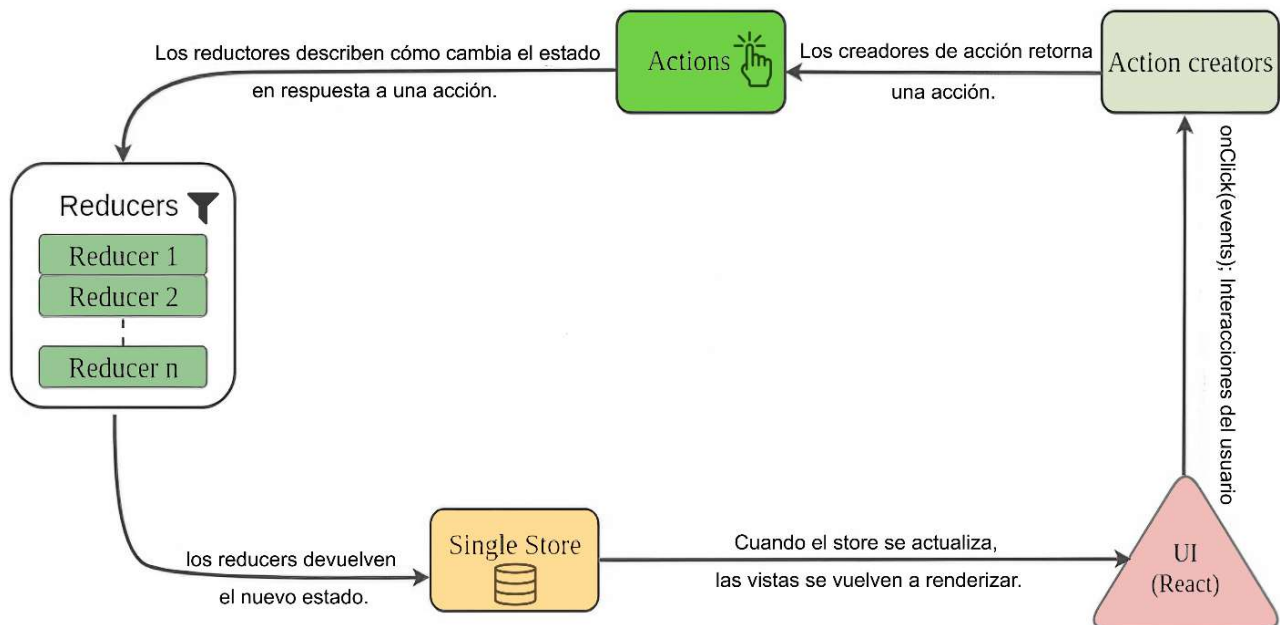 Los reductores describen cómo cambia el estado
en respuesta a una acción.
Actions
Los creadores de acción retorna
una acción.
Action creators
onClick(events); Interacciones del usuario
Reducers
Reducer 1
Reducer 2
Reducer n
los reducers devuelven
el nuevo estado.
Single Store
Cuando el store se actualiza,
las vistas se vuelven a renderizar.
UI
(React)